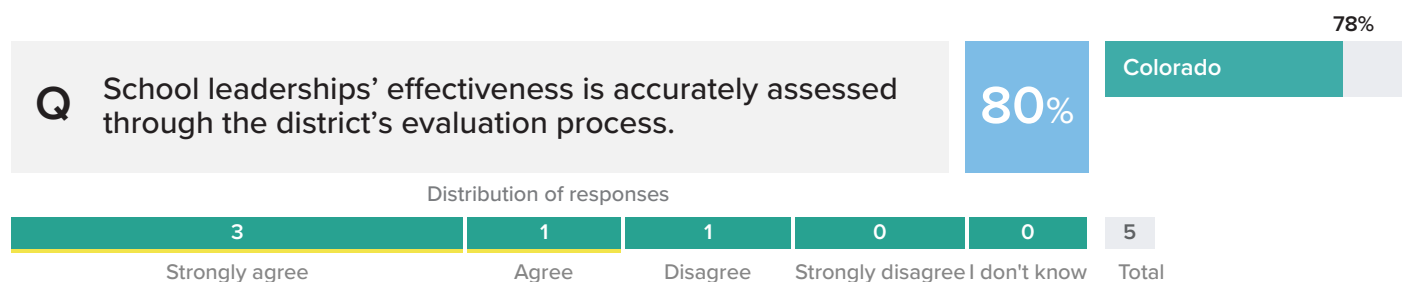 78%
Q
School leaderships’ effectiveness is accurately assessed
through the district’s evaluation process.
80%
Colorado
Distribution of responses
3 1 1 0 0 5
Strongly agree Agree Disagree Strongly disagree I don't know Total